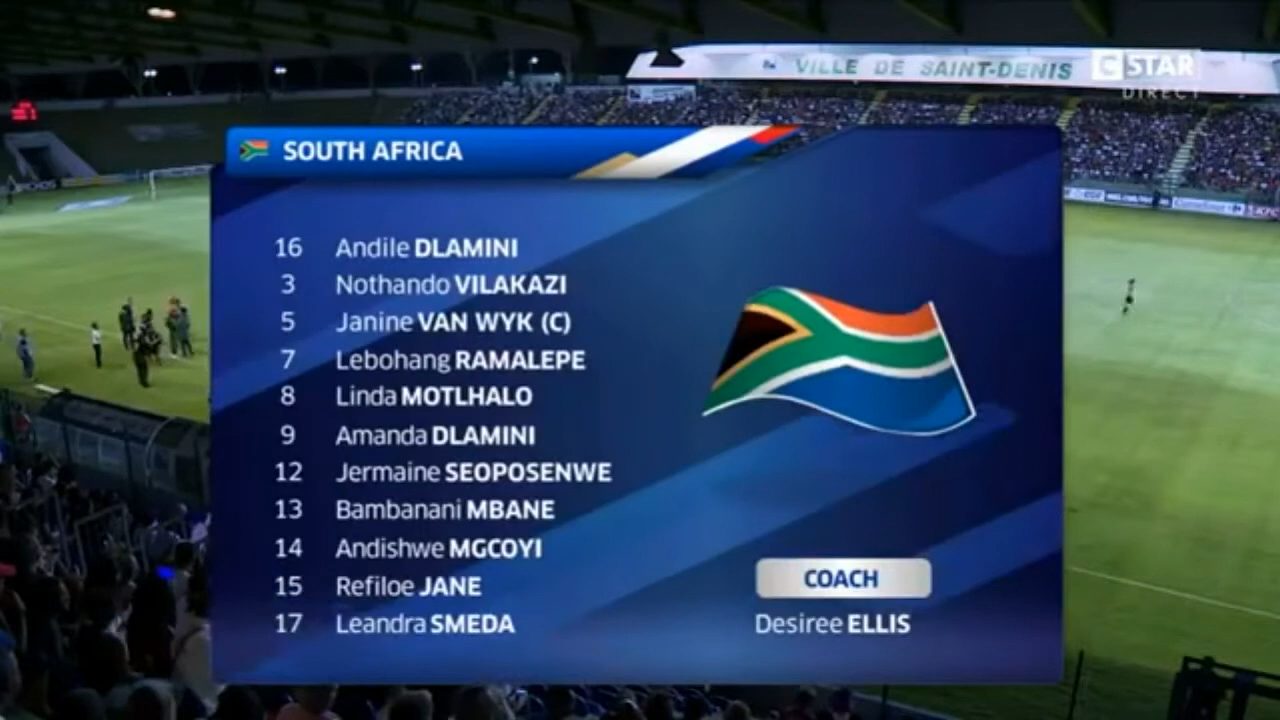 VILLE DE SAINT-DENIS
CSTAR
DIRECT
SOUTH AFRICA
16 Andile DLAMINI
3 Nothando VILAKAZI
5 Janine VAN WYK (C)
7 Lebohang RAMALEPE
8 Linda MOTLHALO
9 Amanda DLAMINI
12 Jermaine SEOPOSENWE
13 Bambanani MBANE
14 Andishwe MGCOYI
15 Refiloe JANE
17 Leandra SMEDA
COACH
Desiree ELLIS